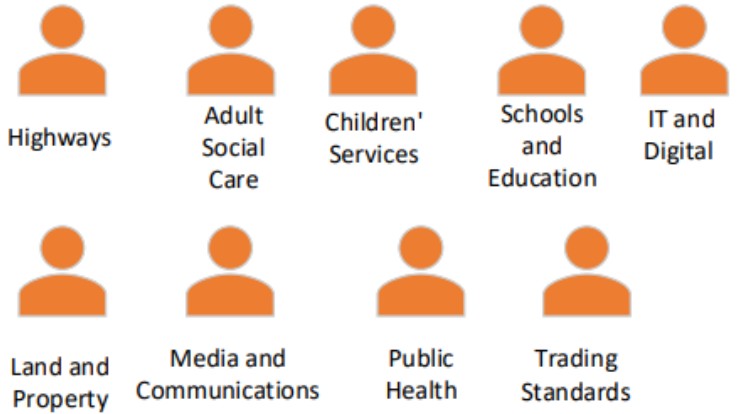 Highways
Adult
Social
Care
Children'
Services
Schools
and
Education
IT and
Digital
Land and
Property
Media and
Communications
Public
Health
Trading
Standards